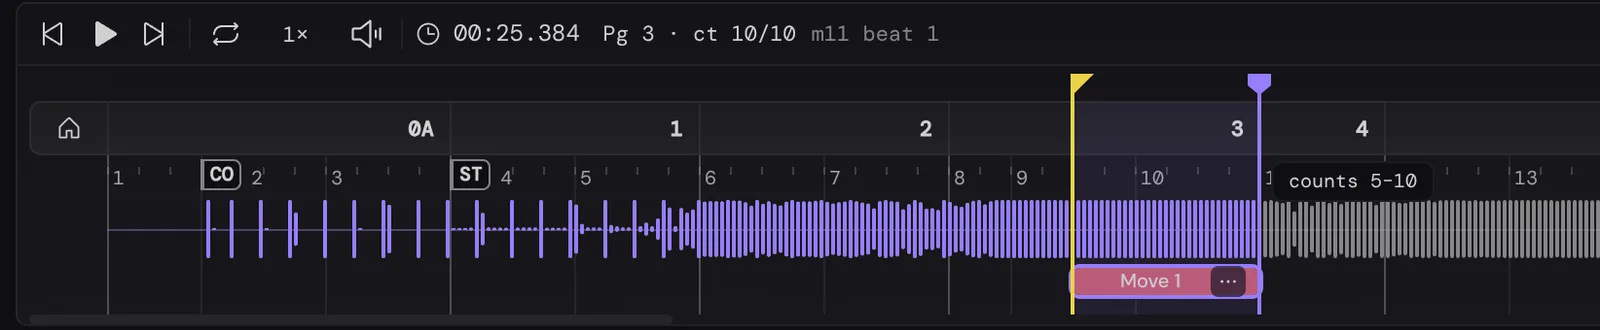 1× 00:25.384 Pg 3 · ct 10/10 m11 beat 1
0A 1 2 3 4
1 CO 2 3 ST 4 5 6 7 8 9 10 counts 5-10 13
Move 1 ...